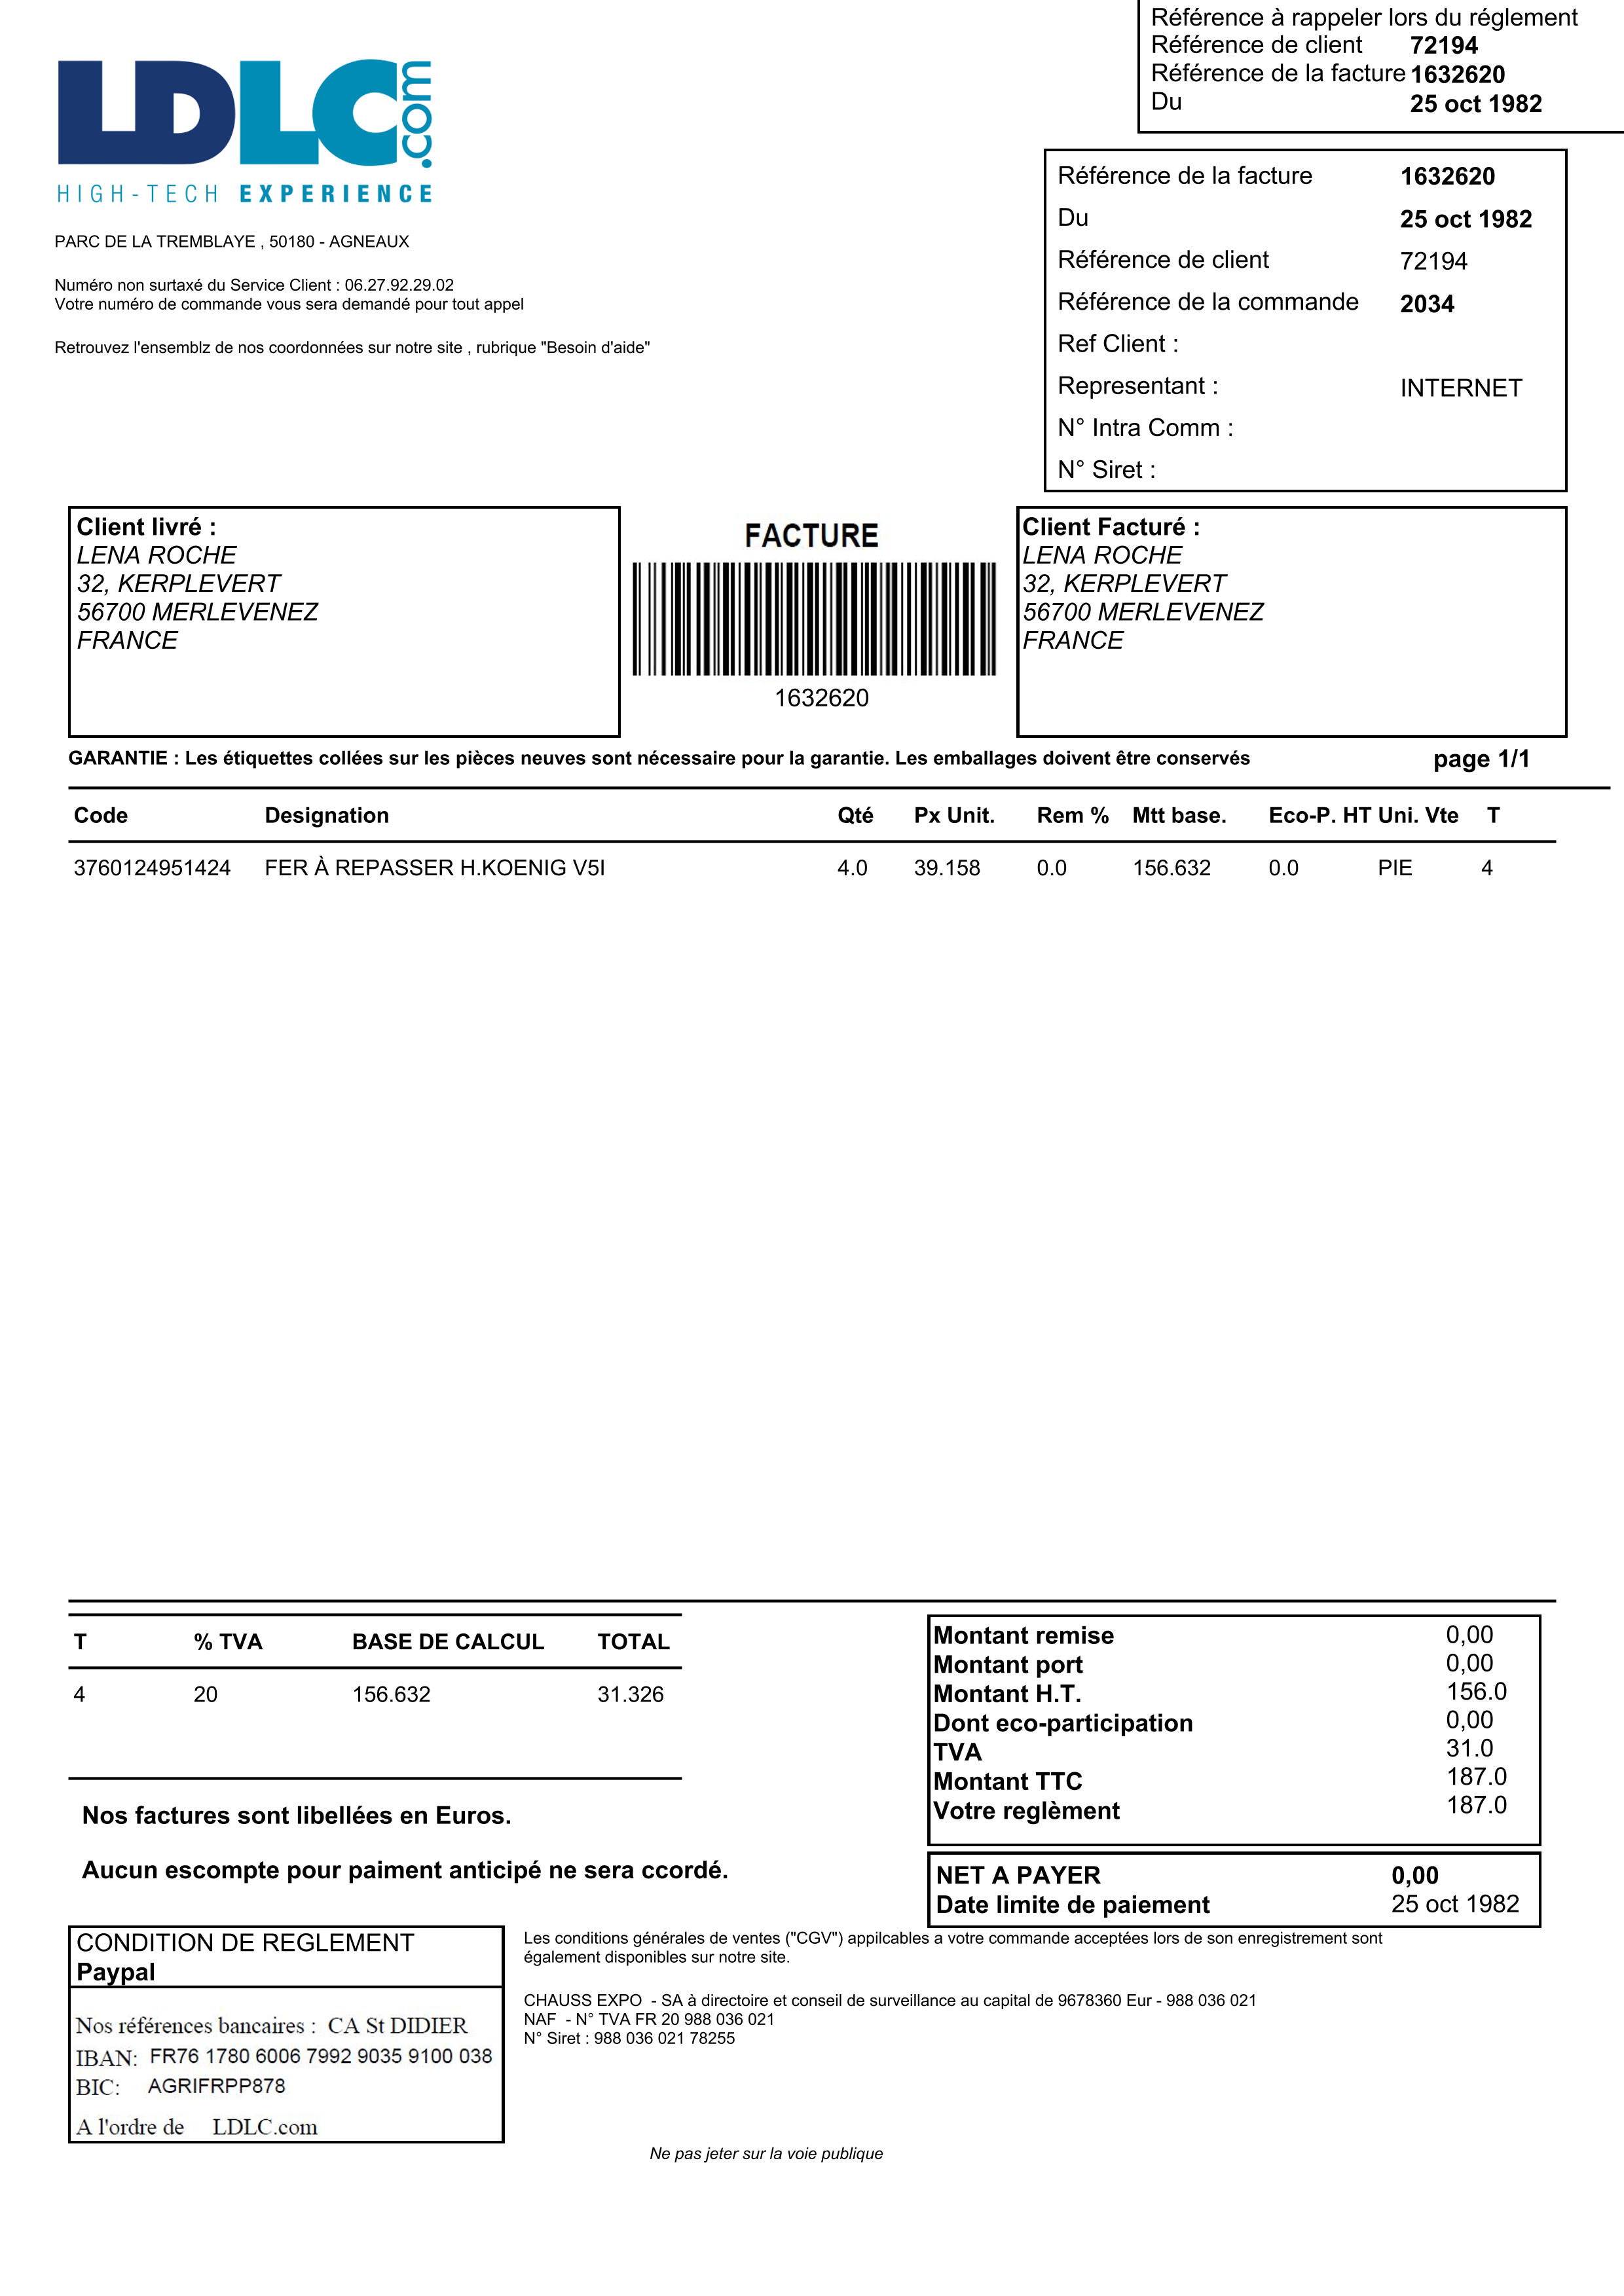 Référence à rappeler lors du réglement
Référence de client 72194
Référence de la facture 1632620
Du 25 oct 1982
LDLC.com
HIGH-TECH EXPERIENCE
PARC DE LA TREMBLAYE , 50180 - AGNEAUX
Numéro non surtaxé du Service Client : 06.27.92.29.02
Votre numéro de commande vous sera demandé pour tout appel
Retrouvez l'ensemblz de nos coordonnées sur notre site , rubrique "Besoin d'aide"
Référence de la facture 1632620
Du 25 oct 1982
Référence de client 72194
Référence de la commande 2034
Ref Client :
Representant : INTERNET
N° Intra Comm :
N° Siret :
Client livré :
LENA ROCHE
32, KERPLEVERT
56700 MERLEVENEZ
FRANCE
FACTURE
1632620
Client Facturé :
LENA ROCHE
32, KERPLEVERT
56700 MERLEVENEZ
FRANCE
GARANTIE : Les étiquettes collées sur les pièces neuves sont nécessaire pour la garantie. Les emballages doivent être conservés page 1/1
Code Designation Qté Px Unit. Rem % Mtt base. Eco-P. HT Uni. Vte T
3760124951424 FER À REPASSER H.KOENIG V5I 4.0 39.158 0.0 156.632 0.0 PIE 4
T % TVA BASE DE CALCUL TOTAL
4 20 156.632 31.326
Nos factures sont libellées en Euros.
Aucun escompte pour paiment anticipé ne sera ccordé.
Montant remise 0,00
Montant port 0,00
Montant H.T. 156.0
Dont eco-participation 0,00
TVA 31.0
Montant TTC 187.0
Votre reglèment 187.0
NET A PAYER 0,00
Date limite de paiement 25 oct 1982
CONDITION DE REGLEMENT
Paypal
Nos références bancaires : CA St DIDIER
IBAN: FR76 1780 6006 7992 9035 9100 038
BIC: AGRIFRPP878
A l'ordre de LDLC.com
Les conditions générales de ventes ("CGV") appilcables a votre commande acceptées lors de son enregistrement sont
également disponibles sur notre site.
CHAUSS EXPO - SA à directoire et conseil de surveillance au capital de 9678360 Eur - 988 036 021
NAF - N° TVA FR 20 988 036 021
N° Siret : 988 036 021 78255
Ne pas jeter sur la voie publique